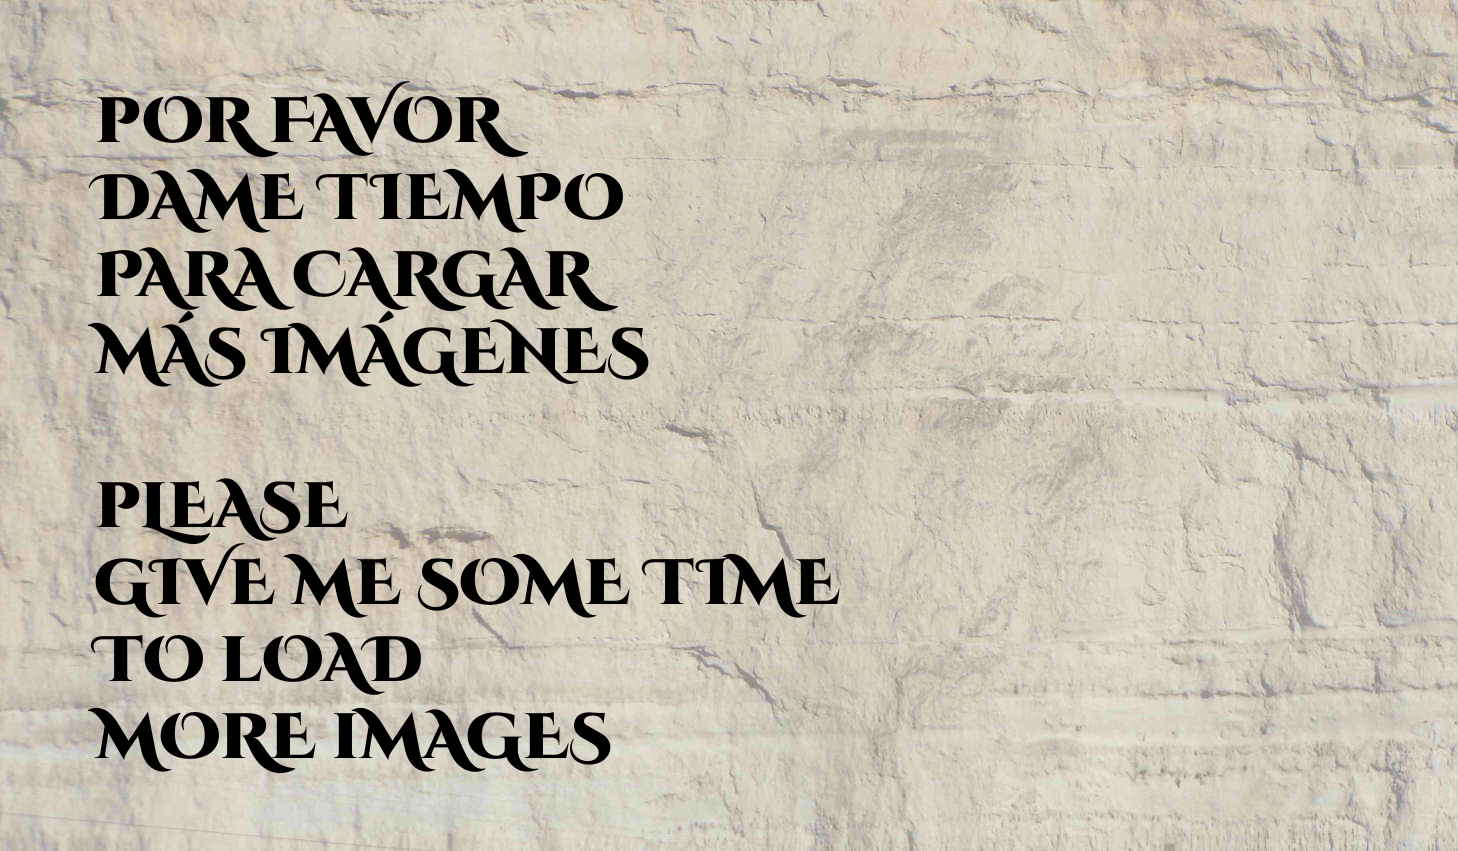 POR FAVOR
DAME TIEMPO
PARA CARGAR
MÁS IMÁGENES
PLEASE
GIVE ME SOME TIME
TO LOAD
MORE IMAGES